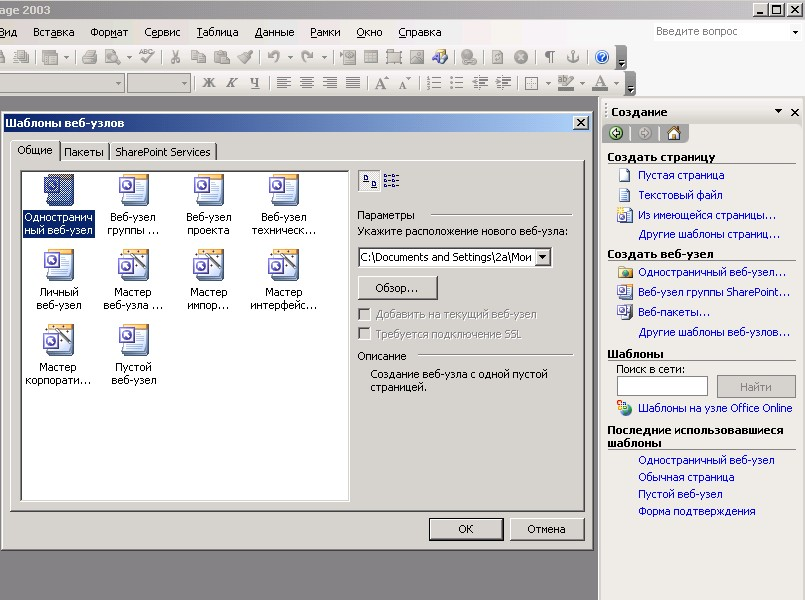 age 2003
Вид Вставка Формат Сервис Таблица Данные Рамки Окно Справка
Введите вопрос
Ж К Ч
Шаблоны веб-узлов
Общие Пакеты SharePoint Services
Одностранич
ный веб-узел
Веб-узел
группы ...
Веб-узел
проекта
Веб-узел
техническ...
Личный
веб-узел
Мастер
веб-узла ...
Мастер
импор...
Мастер
интерфейс...
Мастер
корпорати...
Пустой
веб-узел
Параметры
Укажите расположение нового веб-узла:
C:\Documents and Settings\2a\Мои
Обзор...
Добавить на текущий веб-узел
Требуется подключение SSL
Описание
Создание веб-узла с одной пустой
страницей.
ОК Отмена
Создание
Создать страницу
Пустая страница
Текстовый файл
Из имеющейся страницы...
Другие шаблоны страниц...
Создать веб-узел
Одностраничный веб-узел...
Веб-узел группы SharePoint...
Веб-пакеты...
Другие шаблоны веб-узлов...
Шаблоны
Поиск в сети:
Найти
Шаблоны на узле Office Online
Последние использовавшиеся
шаблоны
Одностраничный веб-узел
Обычная страница
Пустой веб-узел
Форма подтверждения